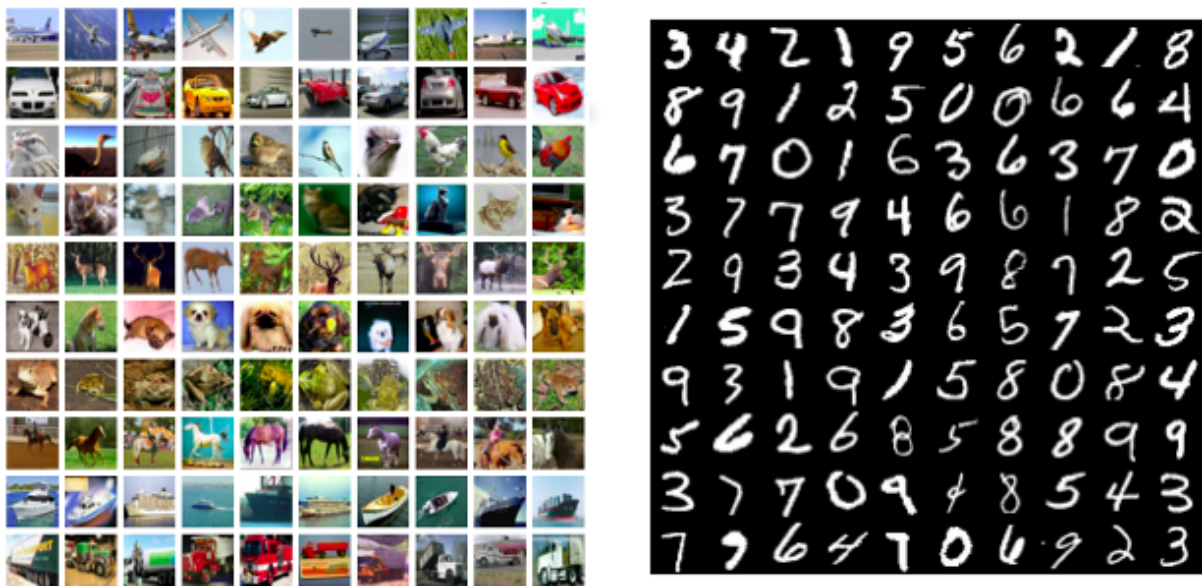 3 4 2 1 9 5 6 2 1 8
8 9 1 2 5 0 0 6 6 4
6 7 0 1 6 3 6 3 7 0
3 7 7 9 4 6 6 1 8 2
2 9 3 4 3 9 8 7 2 5
1 5 9 8 3 6 5 7 2 3
9 3 1 9 1 5 8 0 8 4
5 6 2 6 8 5 8 8 9 9
3 7 7 0 9 4 8 5 4 3
7 9 6 4 7 0 6 9 2 3